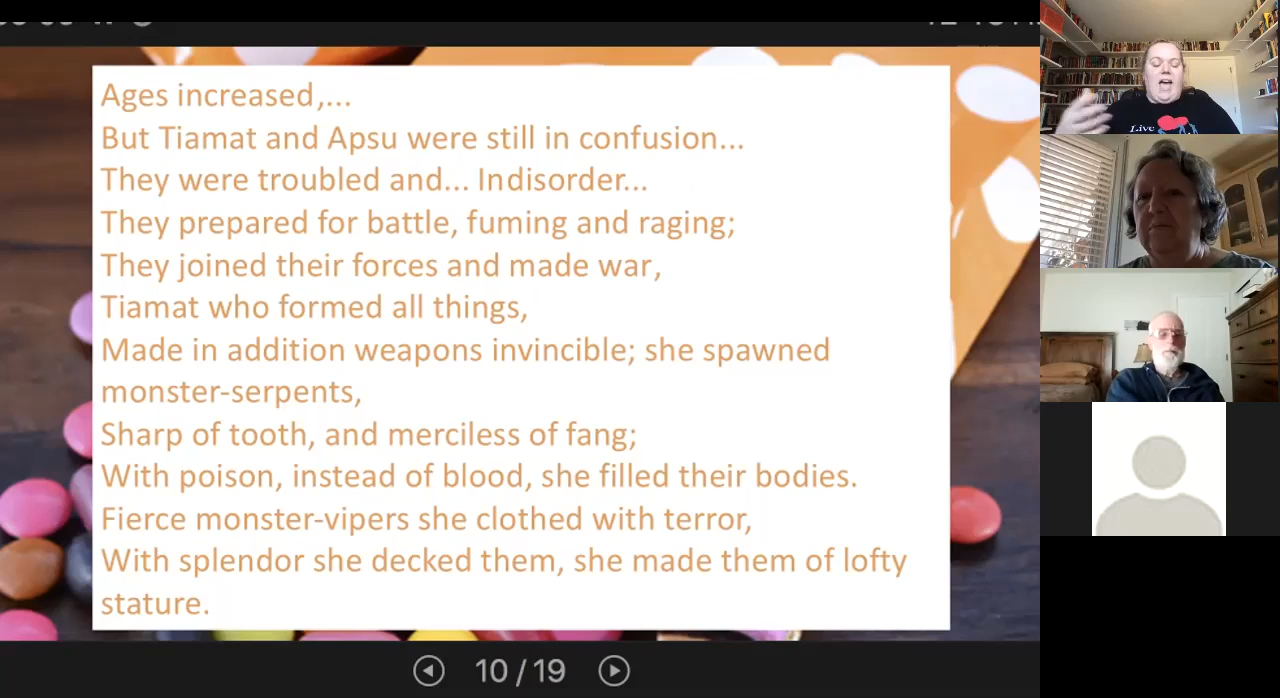 Ages increased,...
But Tiamat and Apsu were still in confusion...
They were troubled and... Indisorder...
They prepared for battle, fuming and raging;
They joined their forces and made war,
Tiamat who formed all things,
Made in addition weapons invincible; she spawned
monster-serpents,
Sharp of tooth, and merciless of fang;
With poison, instead of blood, she filled their bodies.
Fierce monster-vipers she clothed with terror,
With splendor she decked them, she made them of lofty
stature.
10 / 19
Live